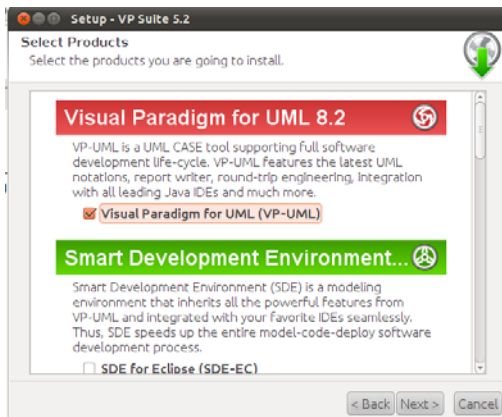 Setup - VP Suite 5.2
Select Products
Select the products you are going to install.
Visual Paradigm for UML 8.2
VP-UML is a UML CASE tool supporting full software
development life-cycle. VP-UML features the latest UML
notations, report writer, round-trip engineering, integration
with all leading Java IDEs and much more.
Visual Paradigm for UML (VP-UML)
Smart Development Environment...
Smart Development Environment (SDE) is a modeling
environment that inherits all the powerful features from
VP-UML and integrated with your favorite IDEs seamlessly.
Thus, SDE speeds up the entire model-code-deploy software
development process.
SDE for Eclipse (SDE-EC)
< Back Next > Cancel